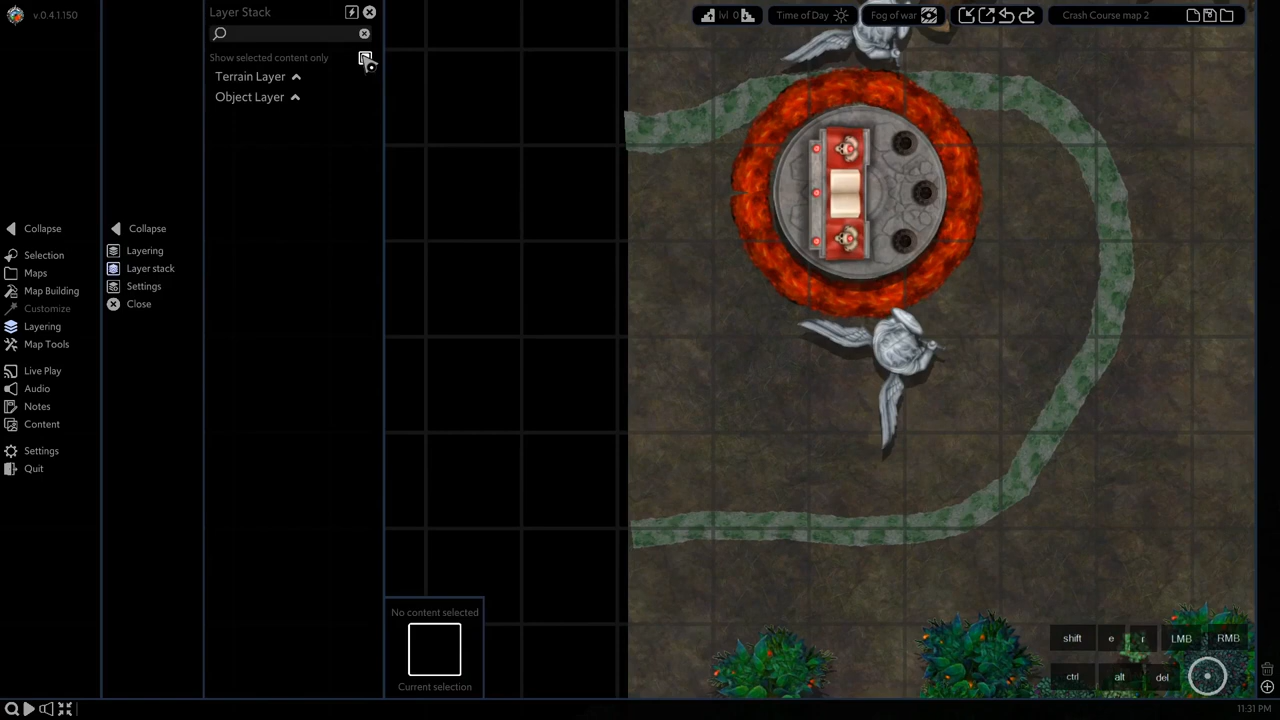 v.0.4.1.150
Layer Stack
Show selected content only
Terrain Layer
Object Layer
lvl 0
Time of Day
Fog of war
Crash Course map 2
Collapse
Selection
Maps
Map Building
Customize
Layering
Map Tools
Live Play
Audio
Notes
Content
Settings
Quit
Collapse
Layering
Layer stack
Settings
Close
No content selected
Current selection
shift
e
r
LMB
RMB
ctrl
alt
del
11:31 PM